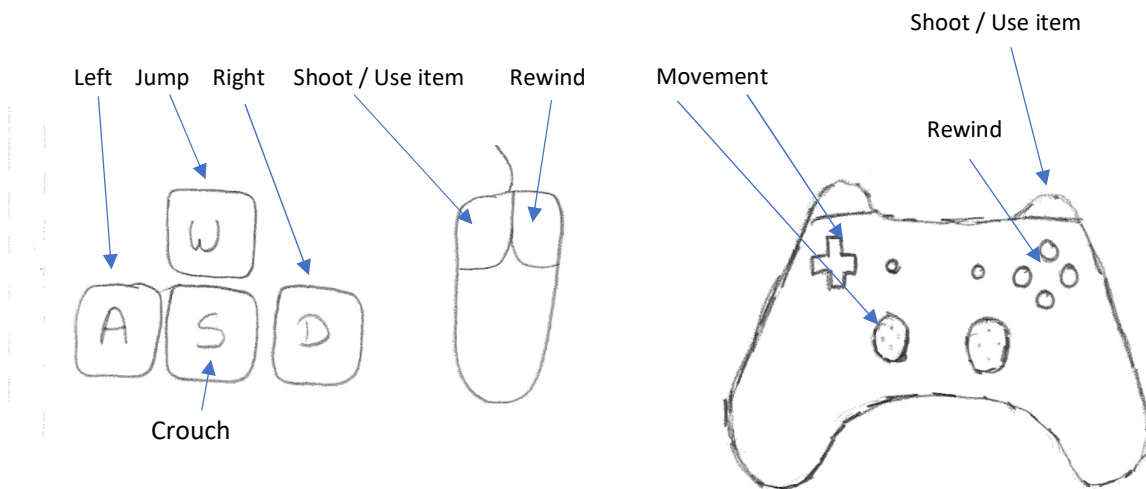 Shoot / Use item
Left Jump Right Shoot / Use item Rewind Movement
Rewind
W
A S D
Crouch